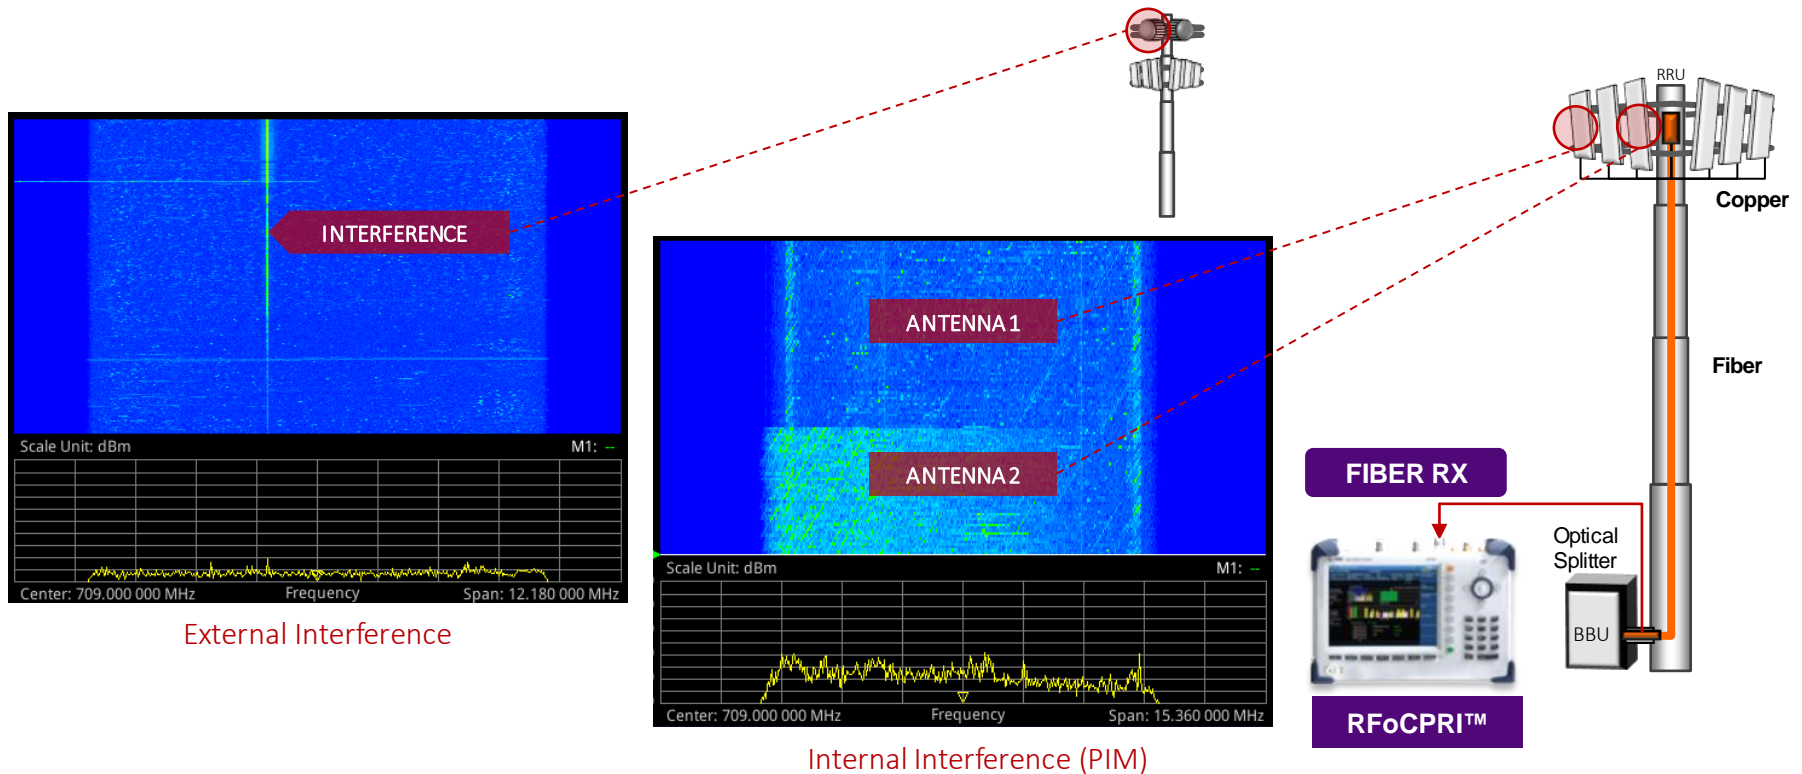 RRU
INTERFERENCE
Copper
ANTENNA 1
Fiber
Scale Unit: dBm
M1: --
ANTENNA 2
FIBER RX
Optical
Splitter
BBU
Center: 709.000 000 MHz
Frequency
Span: 12.180 000 MHz
External Interference
Scale Unit: dBm
M1: --
Center: 709.000 000 MHz
Frequency
Span: 15.360 000 MHz
RFoCPRI™
Internal Interference (PIM)